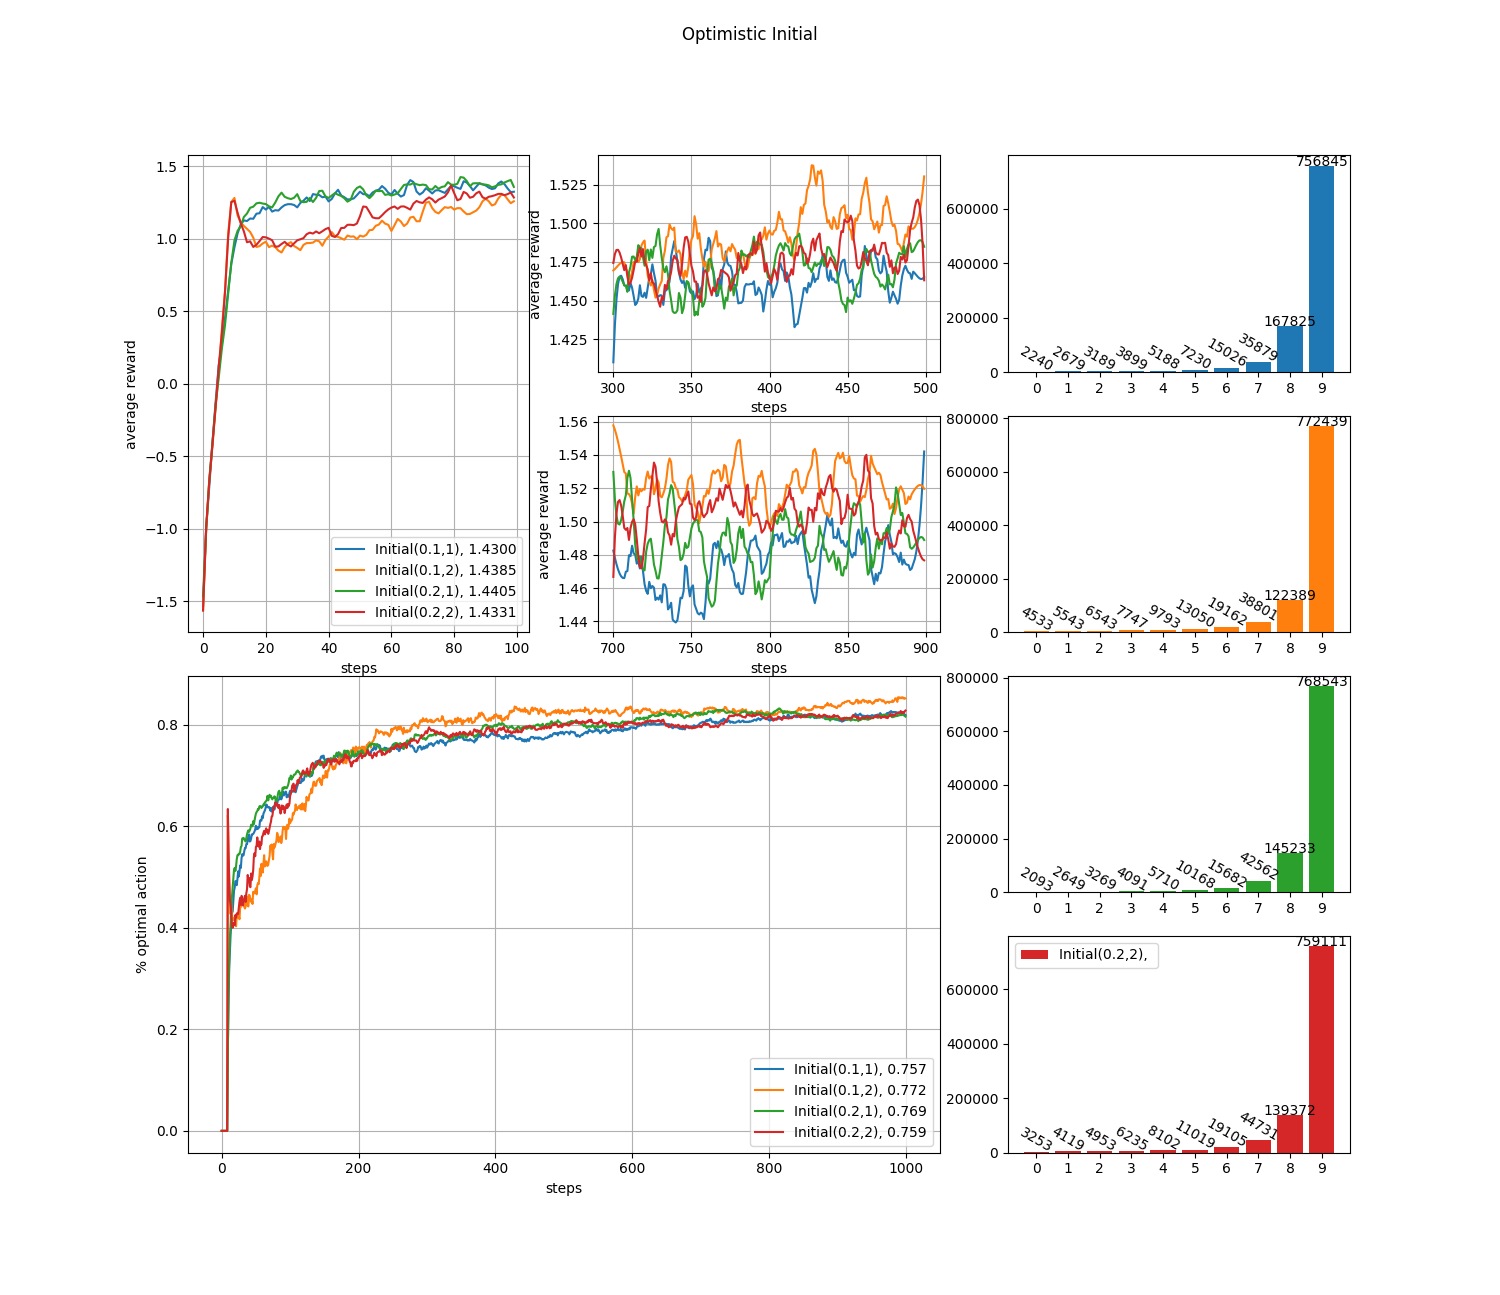 Optimistic Initial
1.5
1.0
0.5
0.0
−0.5
−1.0
−1.5
average reward
0 20 40 60 80 100
steps
Initial(0.1,1), 1.4300
Initial(0.1,2), 1.4385
Initial(0.2,1), 1.4405
Initial(0.2,2), 1.4331
1.525
1.500
1.475
1.450
1.425
average reward
300 350 400 450 500
steps
600000
400000
200000
0
2240 2679 3189 3899 5188 7230 15026 35879 167825 756845
0 1 2 3 4 5 6 7 8 9
1.56
1.54
1.52
1.50
1.48
1.46
1.44
average reward
700 750 800 850 900
steps
800000
600000
400000
200000
0
4533 5543 6543 7747 9793 13050 19162 38801 122389 772439
0 1 2 3 4 5 6 7 8 9
0.8
0.6
0.4
0.2
0.0
% optimal action
0 200 400 600 800 1000
steps
Initial(0.1,1), 0.757
Initial(0.1,2), 0.772
Initial(0.2,1), 0.769
Initial(0.2,2), 0.759
800000
600000
400000
200000
0
2093 2649 3269 4091 5710 10168 15682 42562 145233 768543
0 1 2 3 4 5 6 7 8 9
Initial(0.2,2),
600000
400000
200000
0
3253 4119 4953 6235 8102 11019 19105 44731 139372 759111
0 1 2 3 4 5 6 7 8 9